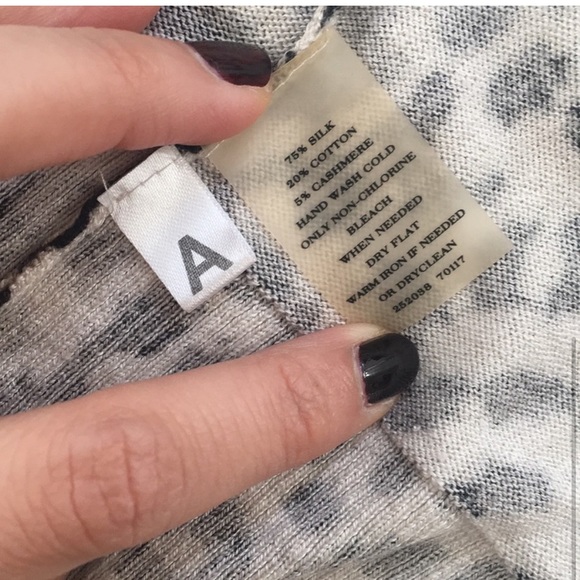 A
75% SILK
20% COTTON
5% CASHMERE
HAND WASH COLD
ONLY NON-CHLORINE
BLEACH
WHEN NEEDED
DRY FLAT
WARM IRON IF NEEDED
OR DRYCLEAN
252038 70117